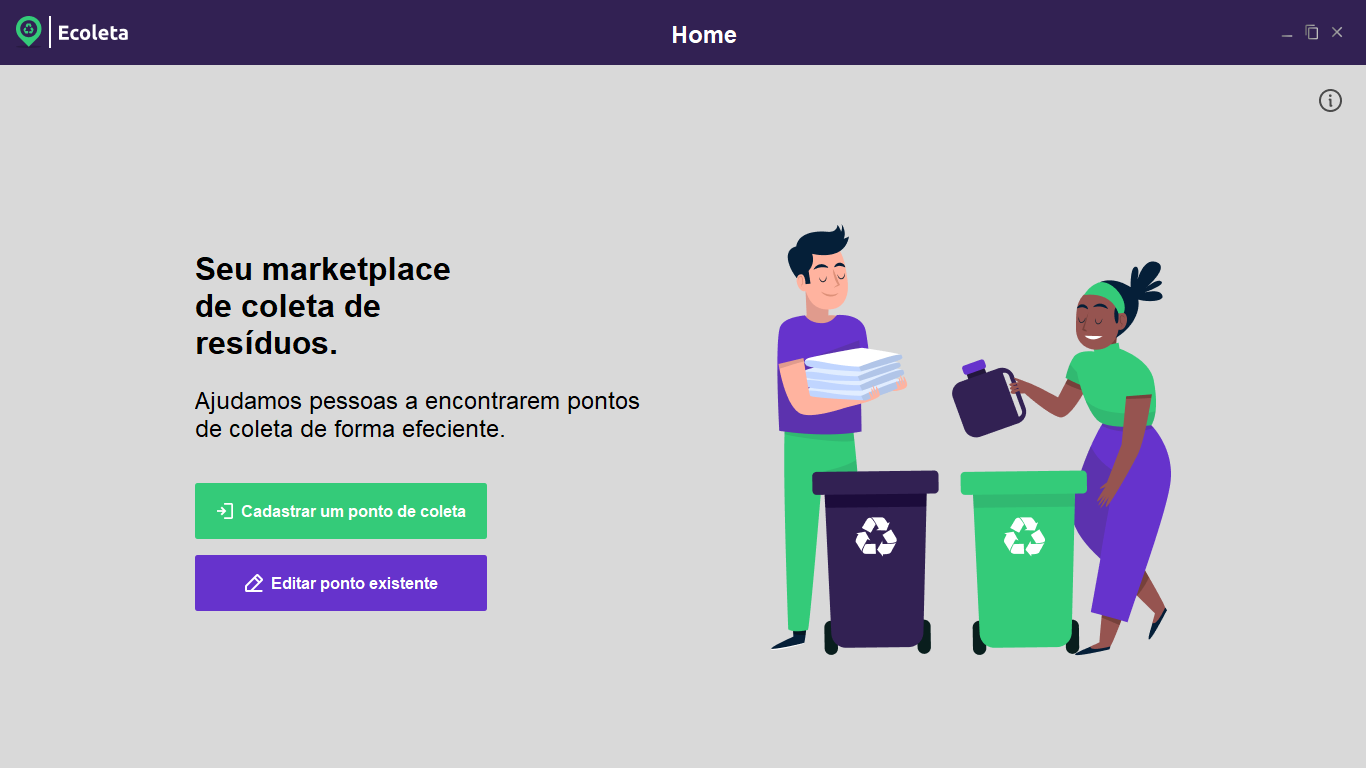 Ecoleta
Home
Seu marketplace
de coleta de
resíduos.
Ajudamos pessoas a encontrarem pontos
de coleta de forma efeciente.
Cadastrar um ponto de coleta
Editar ponto existente